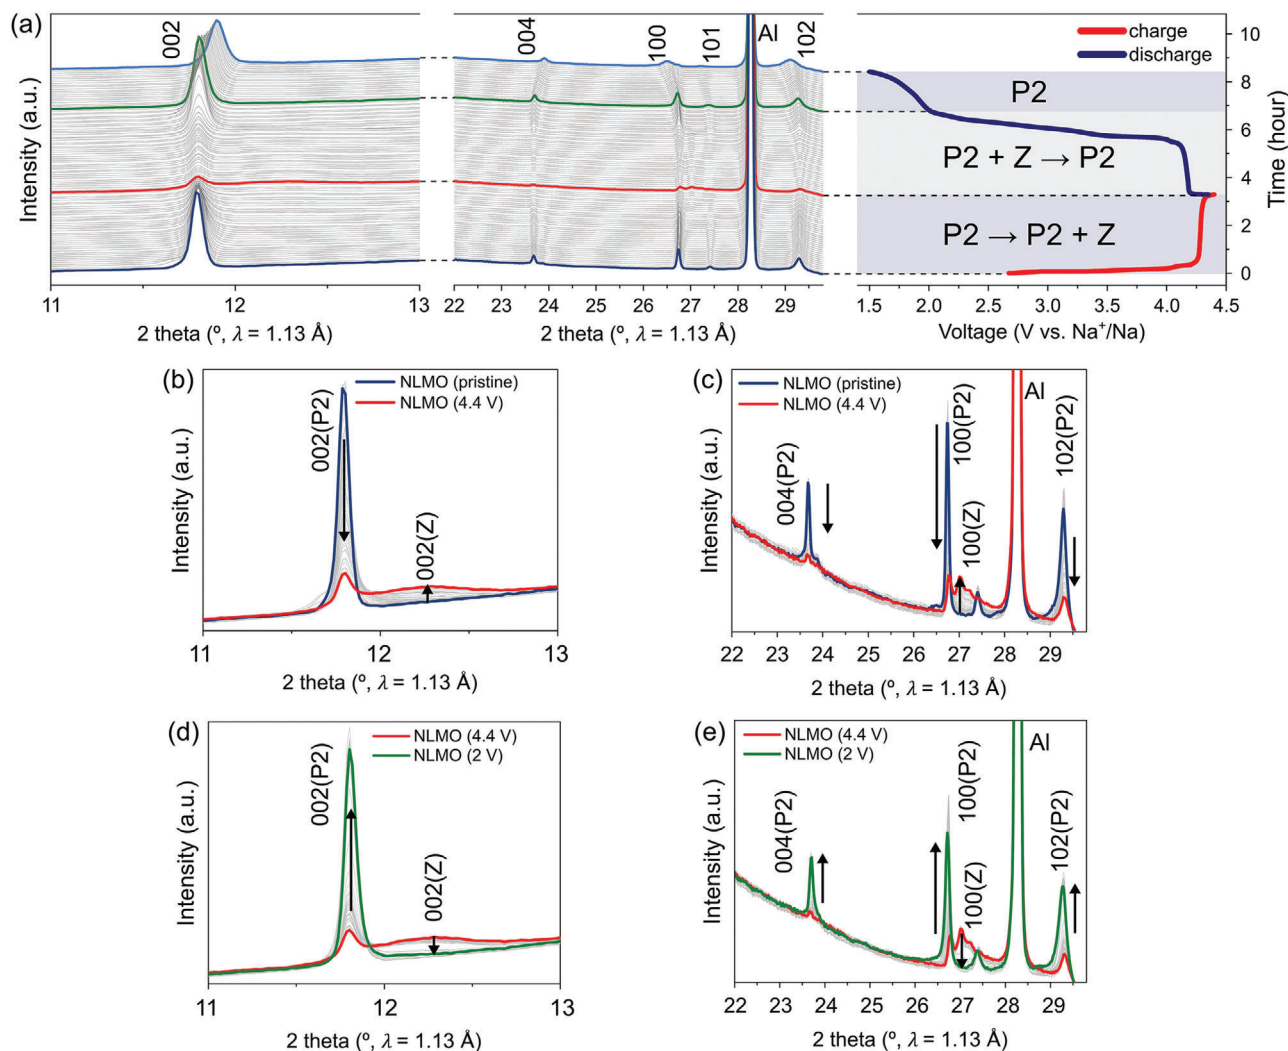 (a)
Intensity (a.u.)
002
004
100
101
Al
102
11
12
13
2 theta (º, λ = 1.13 Å)
22 23 24 25 26 27 28 29
2 theta (º, λ = 1.13 Å)
charge
discharge
P2
P2 + Z → P2
P2 → P2 + Z
10
8
6
4
2
0
Time (hour)
1.5 2.0 2.5 3.0 3.5 4.0 4.5
Voltage (V vs. Na⁺/Na)
(b)
NLMO (pristine)
NLMO (4.4 V)
002(P2)
002(Z)
Intensity (a.u.)
11 12 13
2 theta (º, λ = 1.13 Å)
(c)
NLMO (pristine)
NLMO (4.4 V)
Al
004(P2)
100(P2)
100(Z)
102(P2)
Intensity (a.u.)
22 23 24 25 26 27 28 29
2 theta (º, λ = 1.13 Å)
(d)
NLMO (4.4 V)
NLMO (2 V)
002(P2)
002(Z)
Intensity (a.u.)
11 12 13
2 theta (º, λ = 1.13 Å)
(e)
NLMO (4.4 V)
NLMO (2 V)
Al
004(P2)
100(P2)
100(Z)
102(P2)
Intensity (a.u.)
22 23 24 25 26 27 28 29
2 theta (º, λ = 1.13 Å)